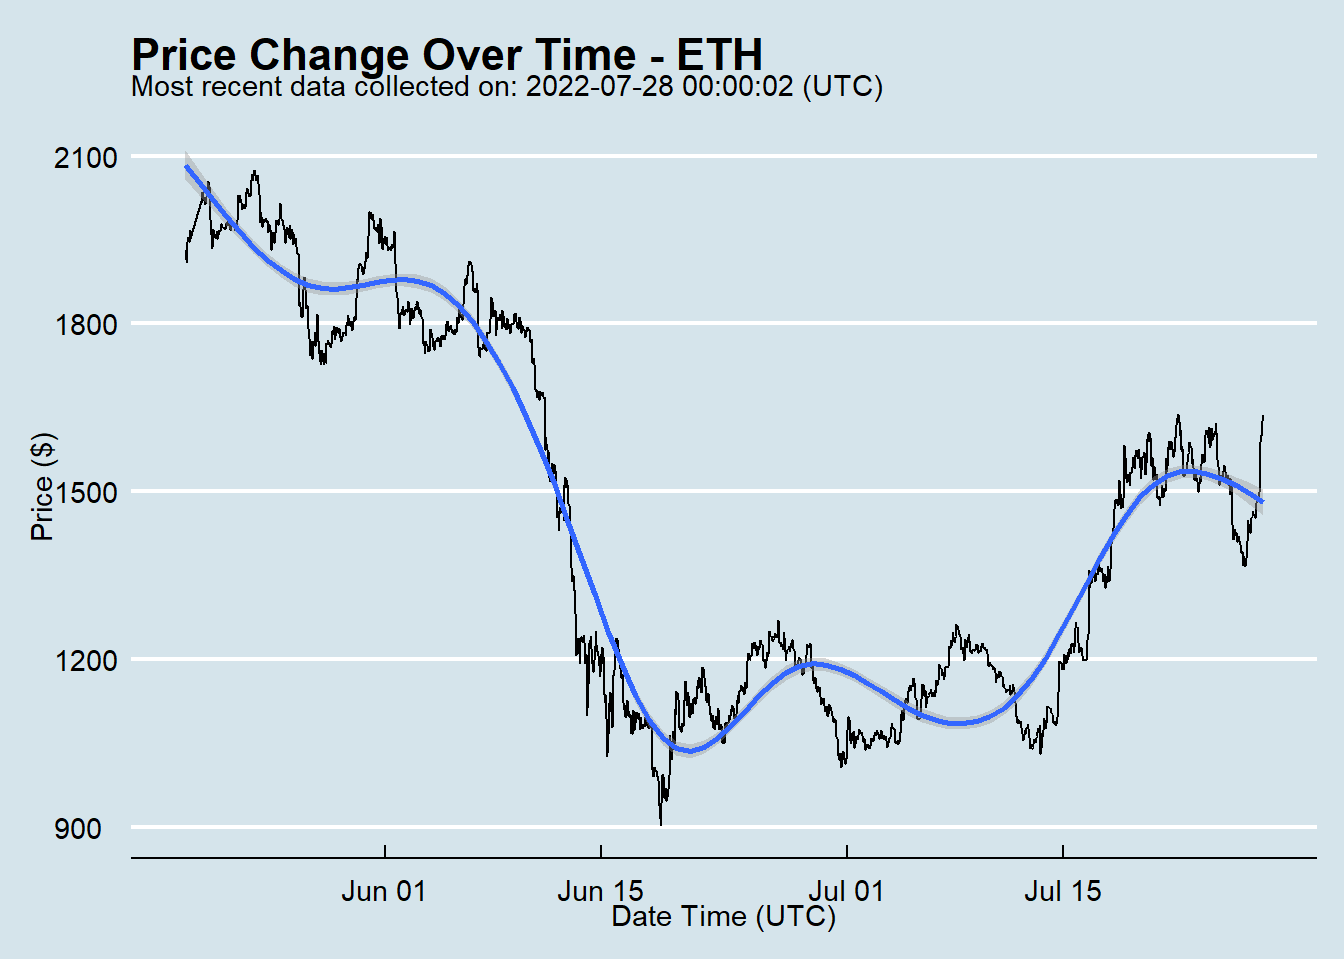 Price Change Over Time - ETH
Most recent data collected on: 2022-07-28 00:00:02 (UTC)
2100
1800
1500
1200
900
Price ($)
Jun 01
Jun 15
Jul 01
Jul 15
Date Time (UTC)